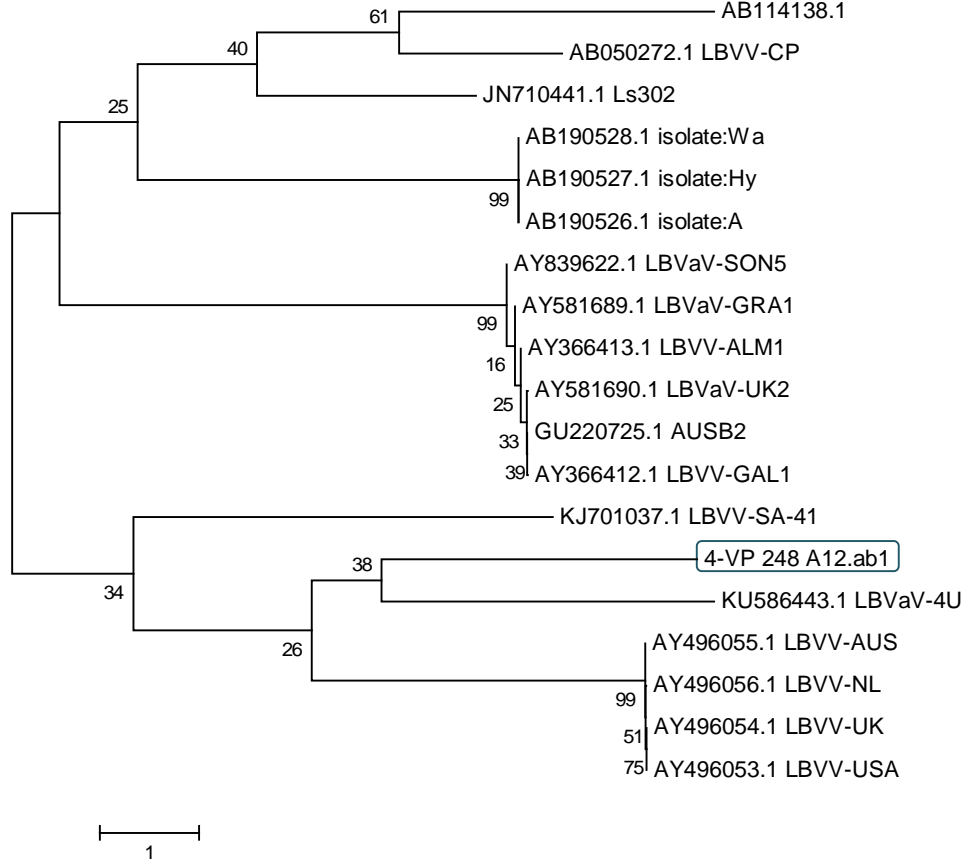 61
AB114138.1
40
AB050272.1 LBVV-CP
JN710441.1 Ls302
25
AB190528.1 isolate:Wa
AB190527.1 isolate:Hy
99
AB190526.1 isolate:A
AY839622.1 LBVaV-SON5
AY581689.1 LBVaV-GRA1
99
AY366413.1 LBVV-ALM1
16
AY581690.1 LBVaV-UK2
25
GU220725.1 AUSB2
33
39 AY366412.1 LBVV-GAL1
KJ701037.1 LBVV-SA-41
38
4-VP 248 A12.ab1
34
KU586443.1 LBVaV-4U
26
AY496055.1 LBVV-AUS
AY496056.1 LBVV-NL
99
AY496054.1 LBVV-UK
51
75 AY496053.1 LBVV-USA
1